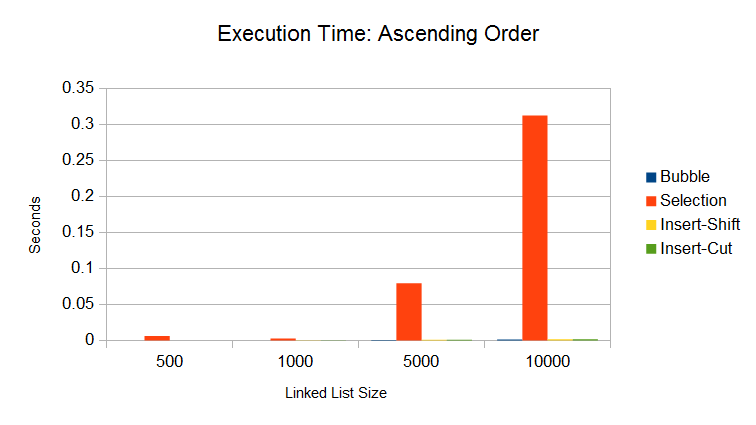 Execution Time: Ascending Order
0.35
0.3
0.25
0.2
0.15
0.1
0.05
0
Seconds
500 1000 5000 10000
Linked List Size
Bubble
Selection
Insert-Shift
Insert-Cut